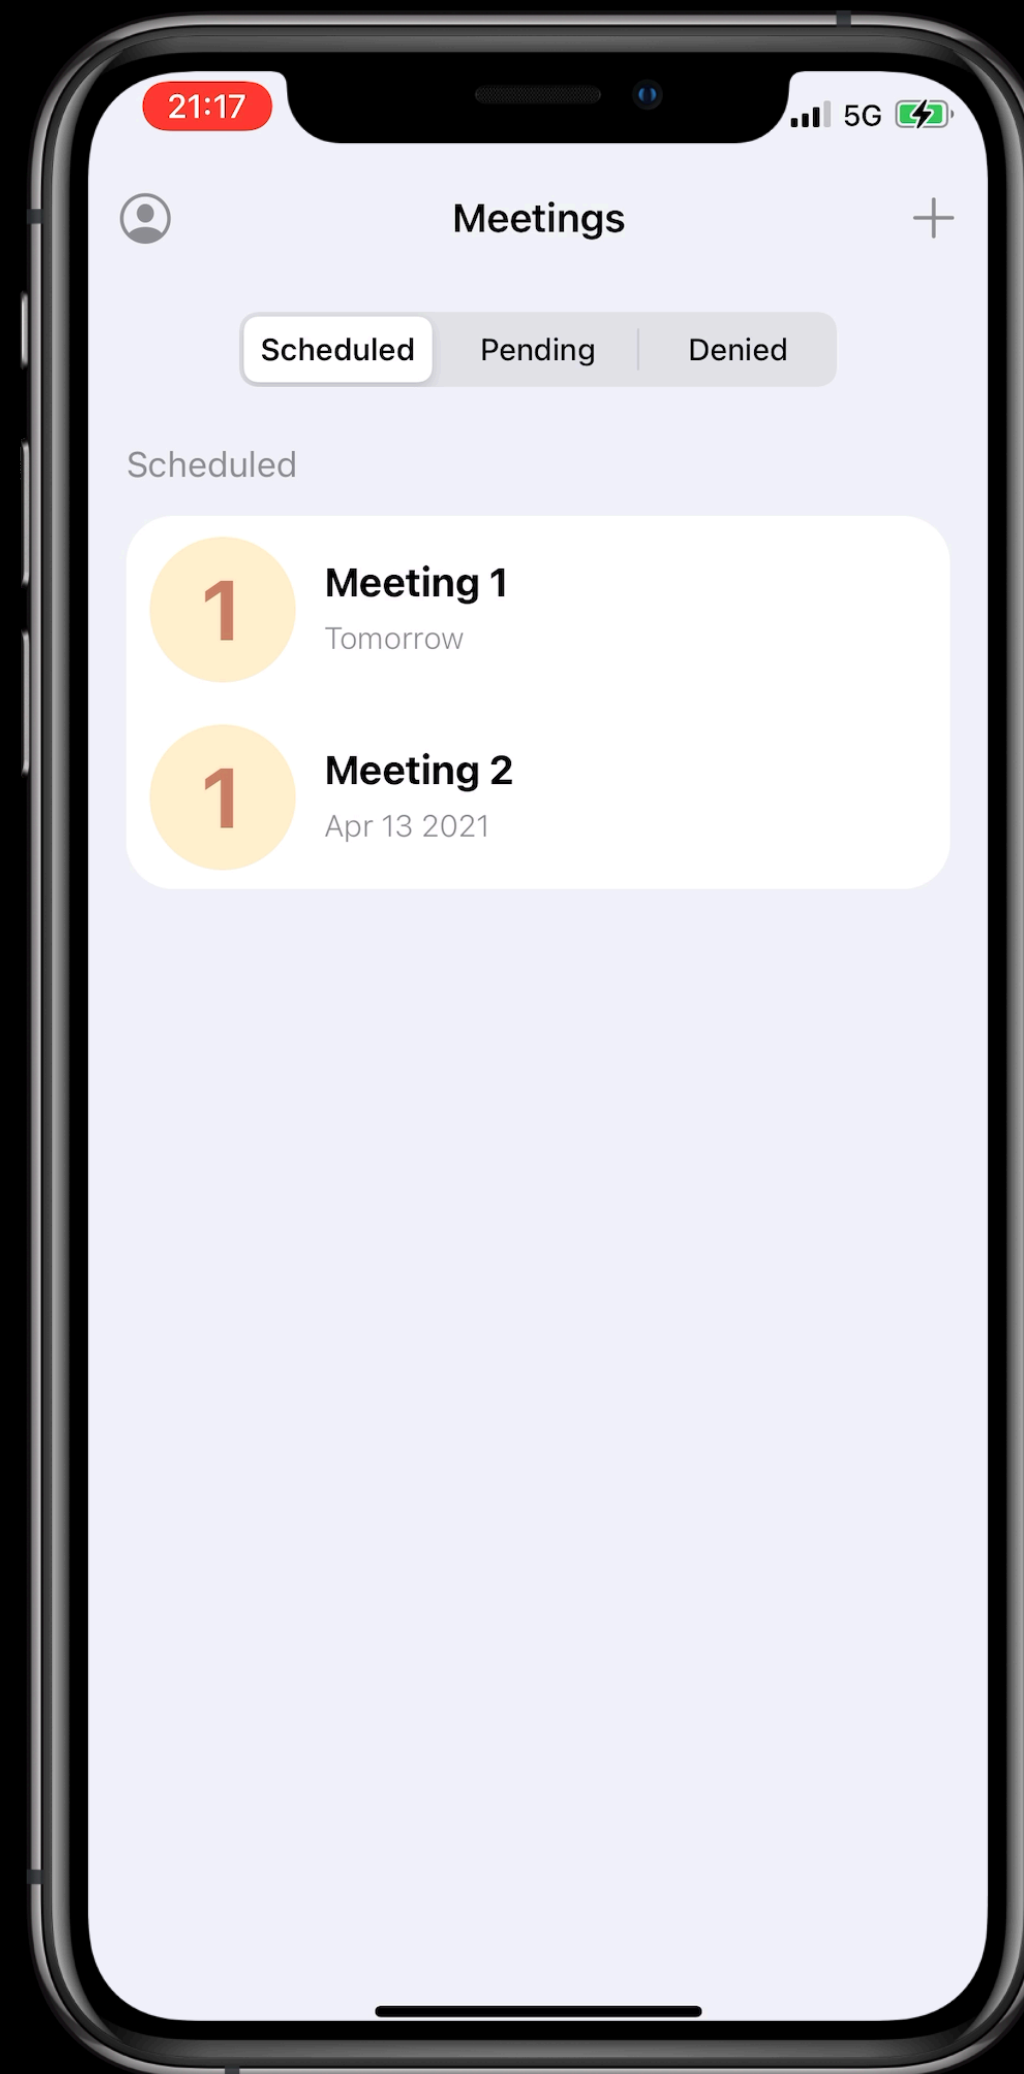 21:17
5G
Meetings
Scheduled
Pending
Denied
Scheduled
1
Meeting 1
Tomorrow
1
Meeting 2
Apr 13 2021